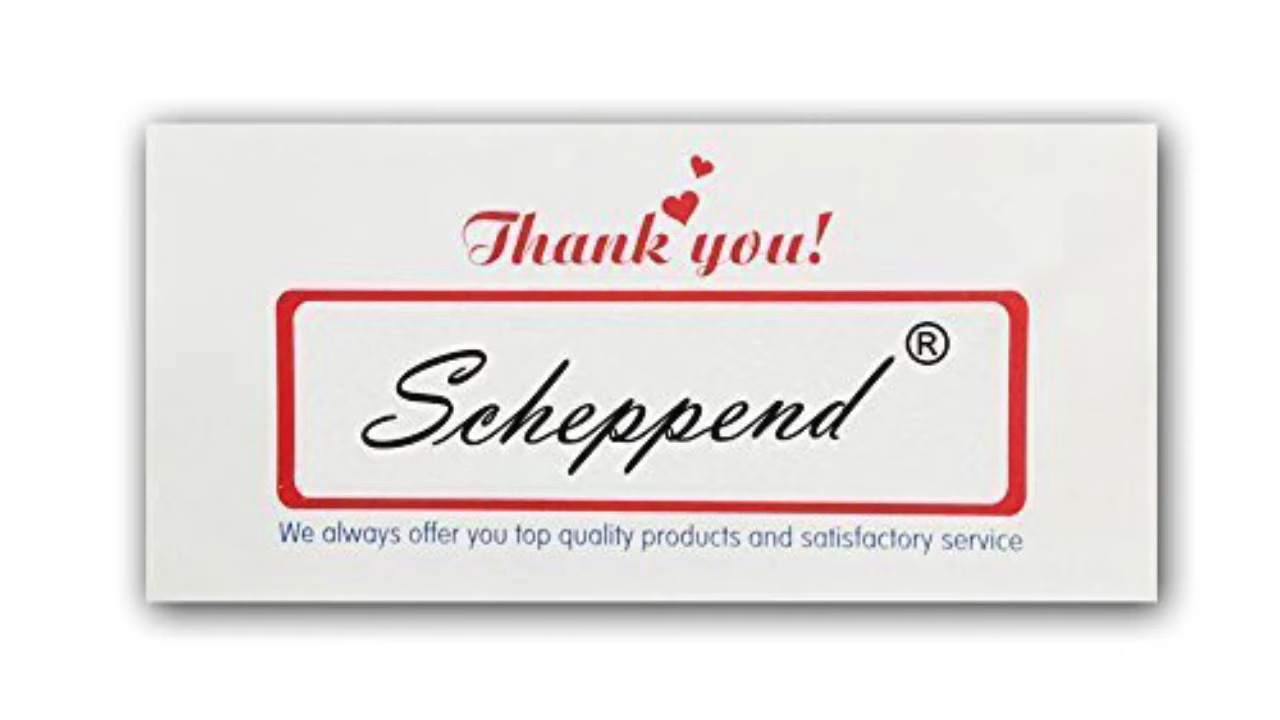 Thank you!
Scheppend®
We always offer you top quality products and satisfactory service